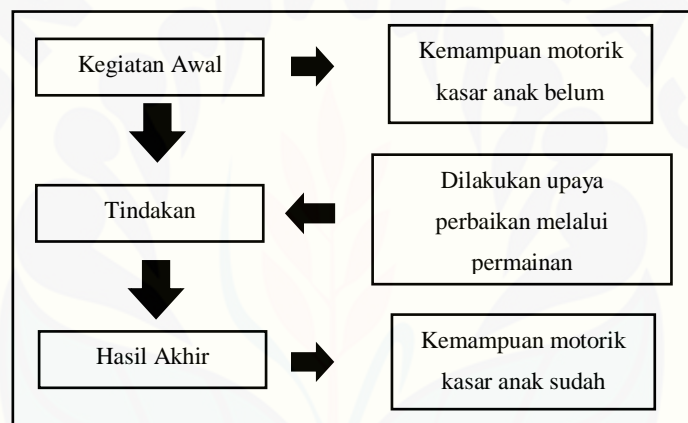 Kegiatan Awal
Kemampuan motorik
kasar anak belum
Tindakan
Dilakukan upaya
perbaikan melalui
permainan
Hasil Akhir
Kemampuan motorik
kasar anak sudah